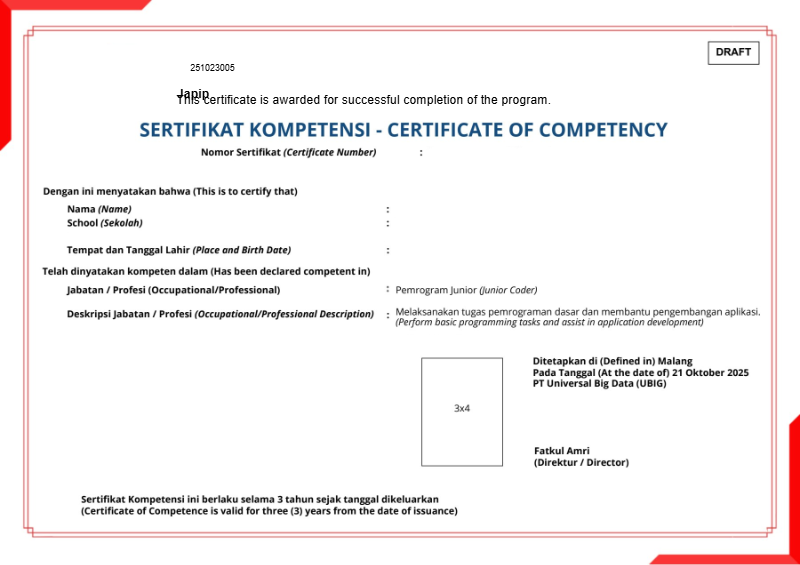 DRAFT
251023005
Japip
This certificate is awarded for successful completion of the program.
SERTIFIKAT KOMPETENSI - CERTIFICATE OF COMPETENCY
Nomor Sertifikat (Certificate Number) :
Dengan ini menyatakan bahwa (This is to certify that)
Nama (Name) :
School (Sekolah) :
Tempat dan Tanggal Lahir (Place and Birth Date) :
Telah dinyatakan kompeten dalam (Has been declared competent in)
Jabatan / Profesi (Occupational/Professional) : Pemrogram Junior (Junior Coder)
Deskripsi Jabatan / Profesi (Occupational/Professional Description) : Melaksanakan tugas pemrograman dasar dan membantu pengembangan aplikasi.
(Perform basic programming tasks and assist in application development)
3x4
Ditetapkan di (Defined in) Malang
Pada Tanggal (At the date of) 21 Oktober 2025
PT Universal Big Data (UBIG)
Fatkul Amri
(Direktur / Director)
Sertifikat Kompetensi ini berlaku selama 3 tahun sejak tanggal dikeluarkan
(Certificate of Competence is valid for three (3) years from the date of issuance)